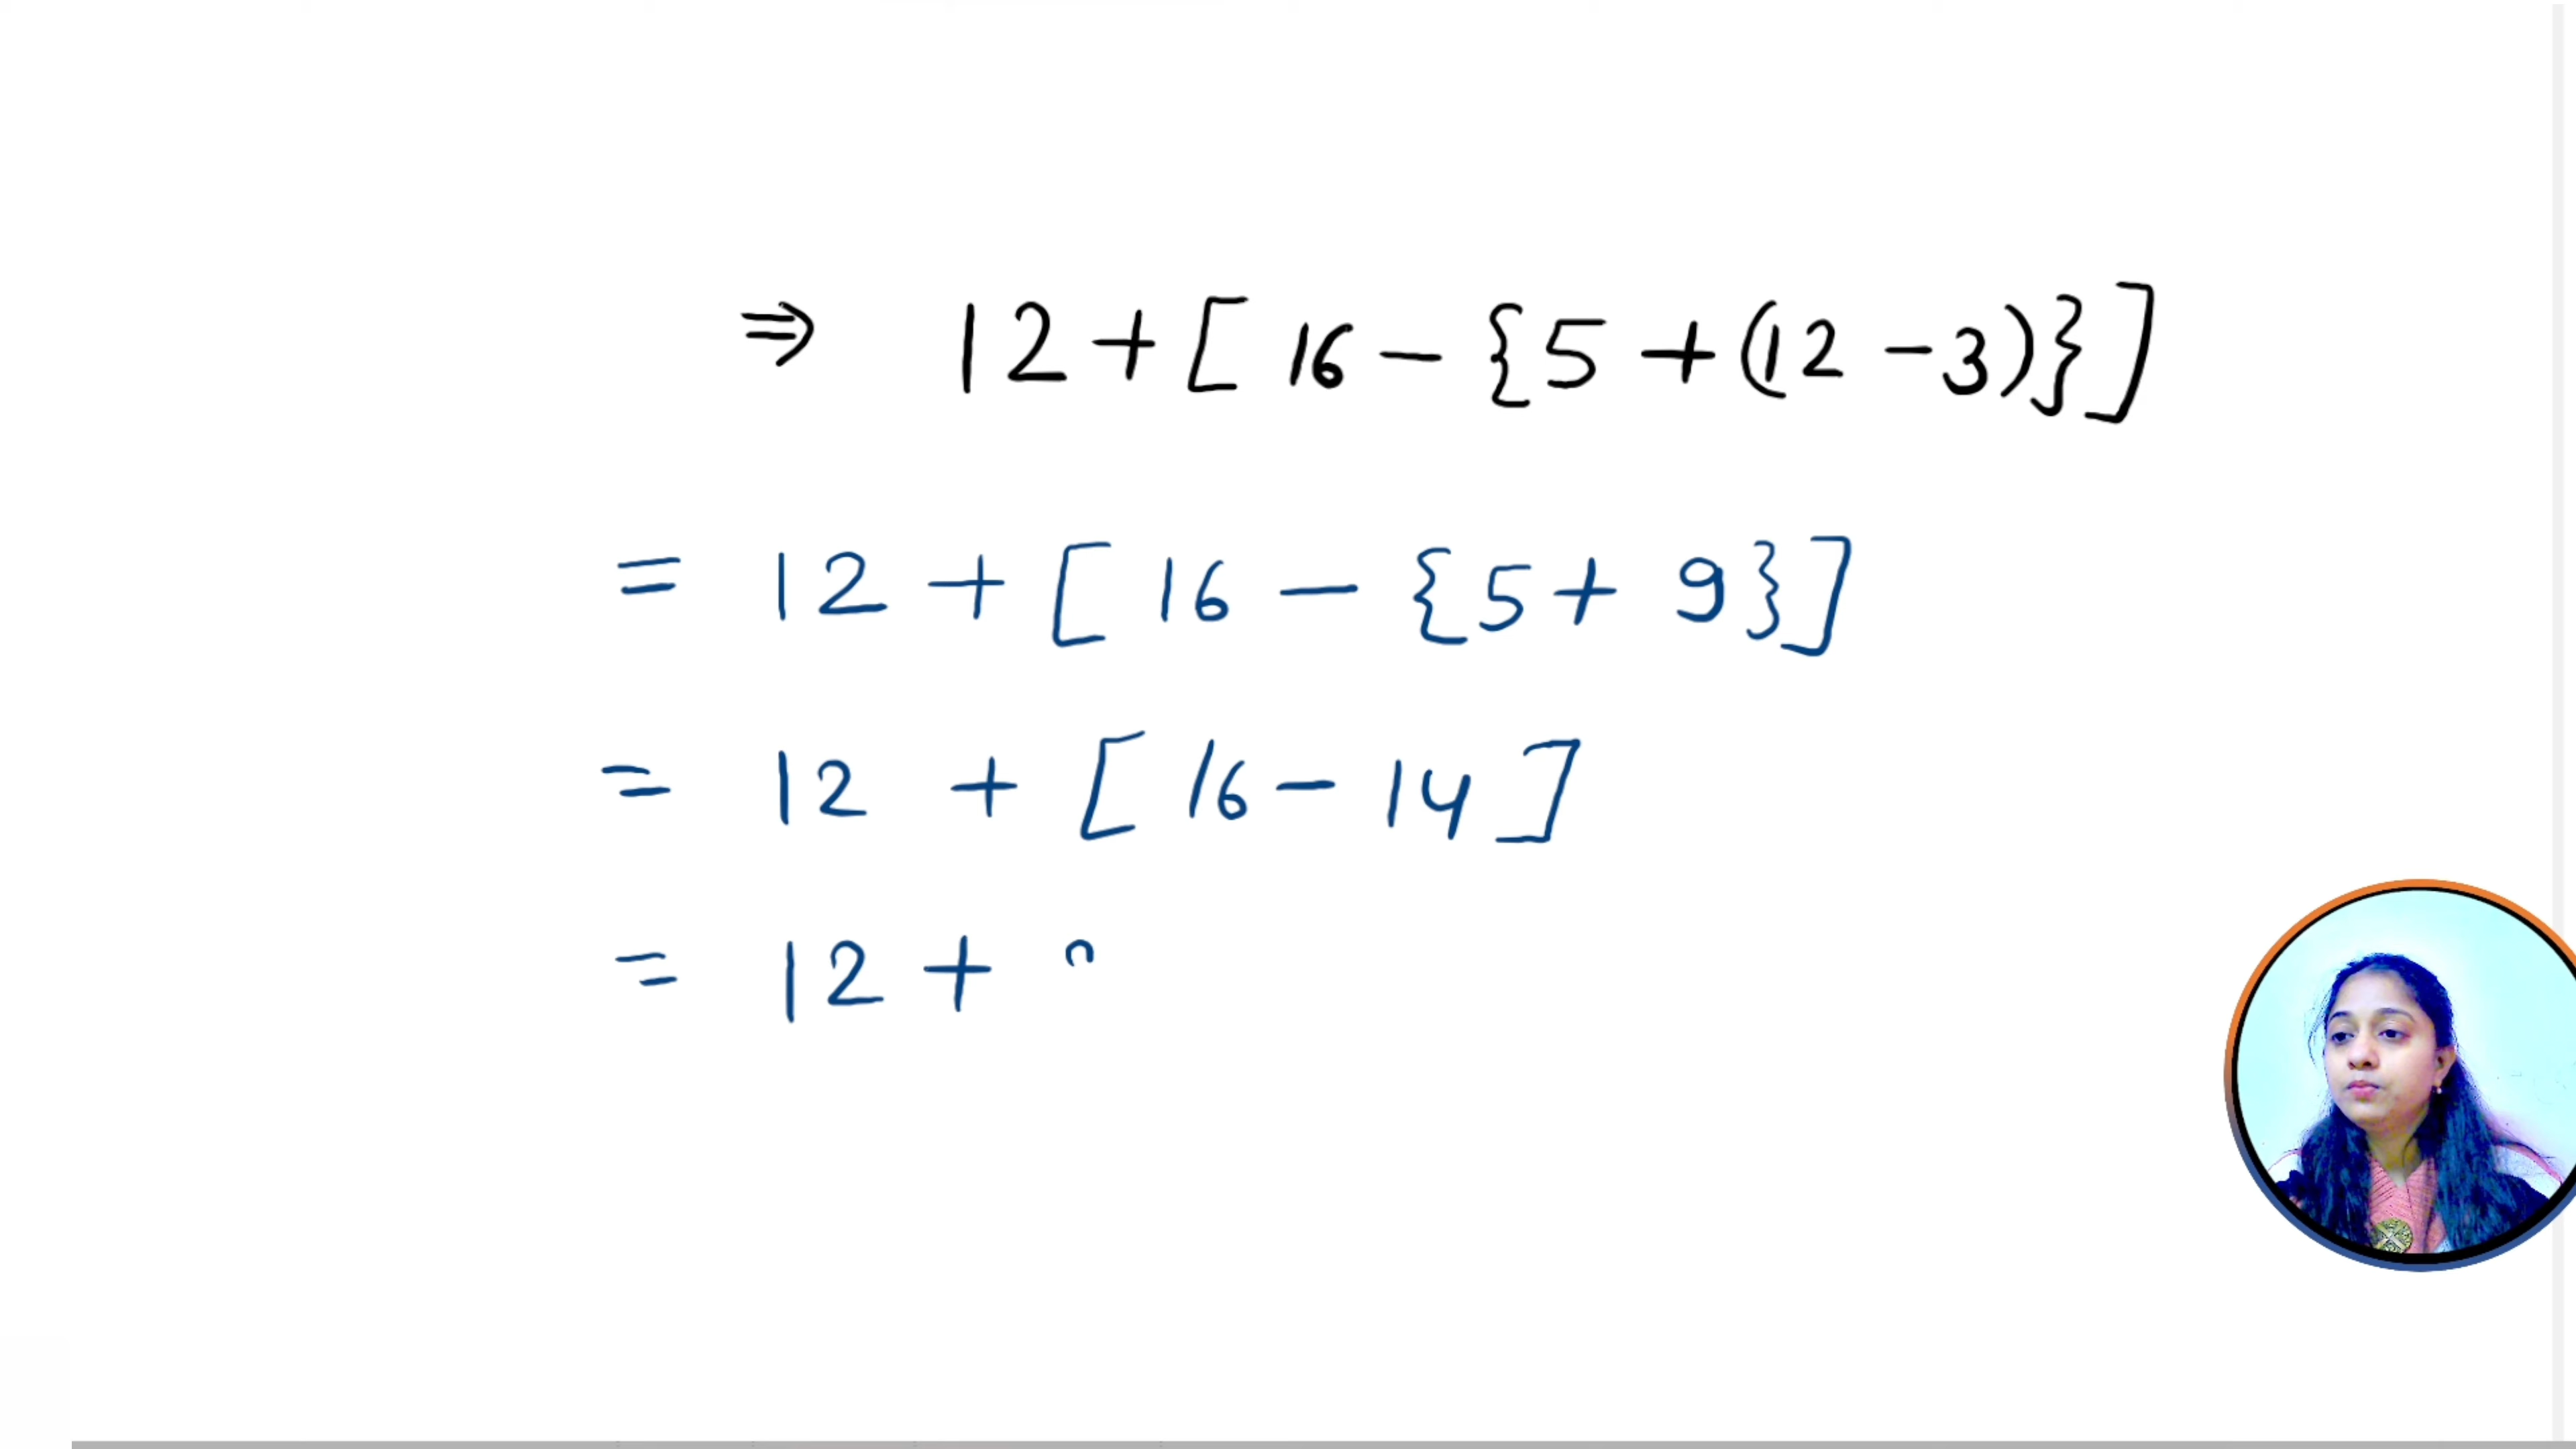 ⇒ 12 + [ 16 - {5 + (12 - 3)}]
= 12 + [ 16 - {5 + 9}]
= 12 + [ 16 - 14 ]
= 12 +